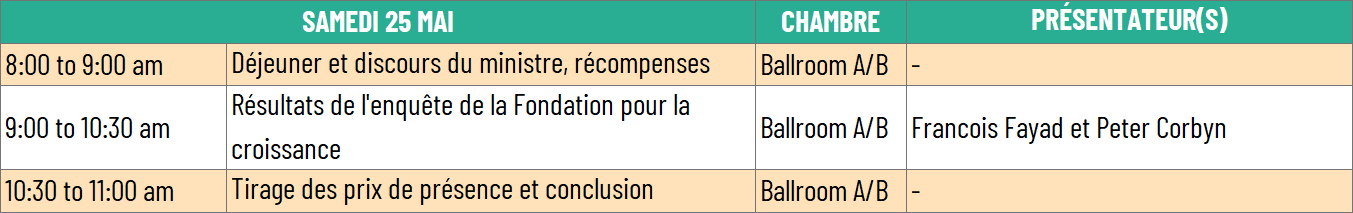 SAMEDI 25 MAI CHAMBRE PRÉSENTATEUR(S)
8:00 to 9:00 am Déjeuner et discours du ministre, récompenses Ballroom A/B -
9:00 to 10:30 am Résultats de l'enquête de la Fondation pour la
croissance Ballroom A/B Francois Fayad et Peter Corbyn
10:30 to 11:00 am Tirage des prix de présence et conclusion Ballroom A/B -